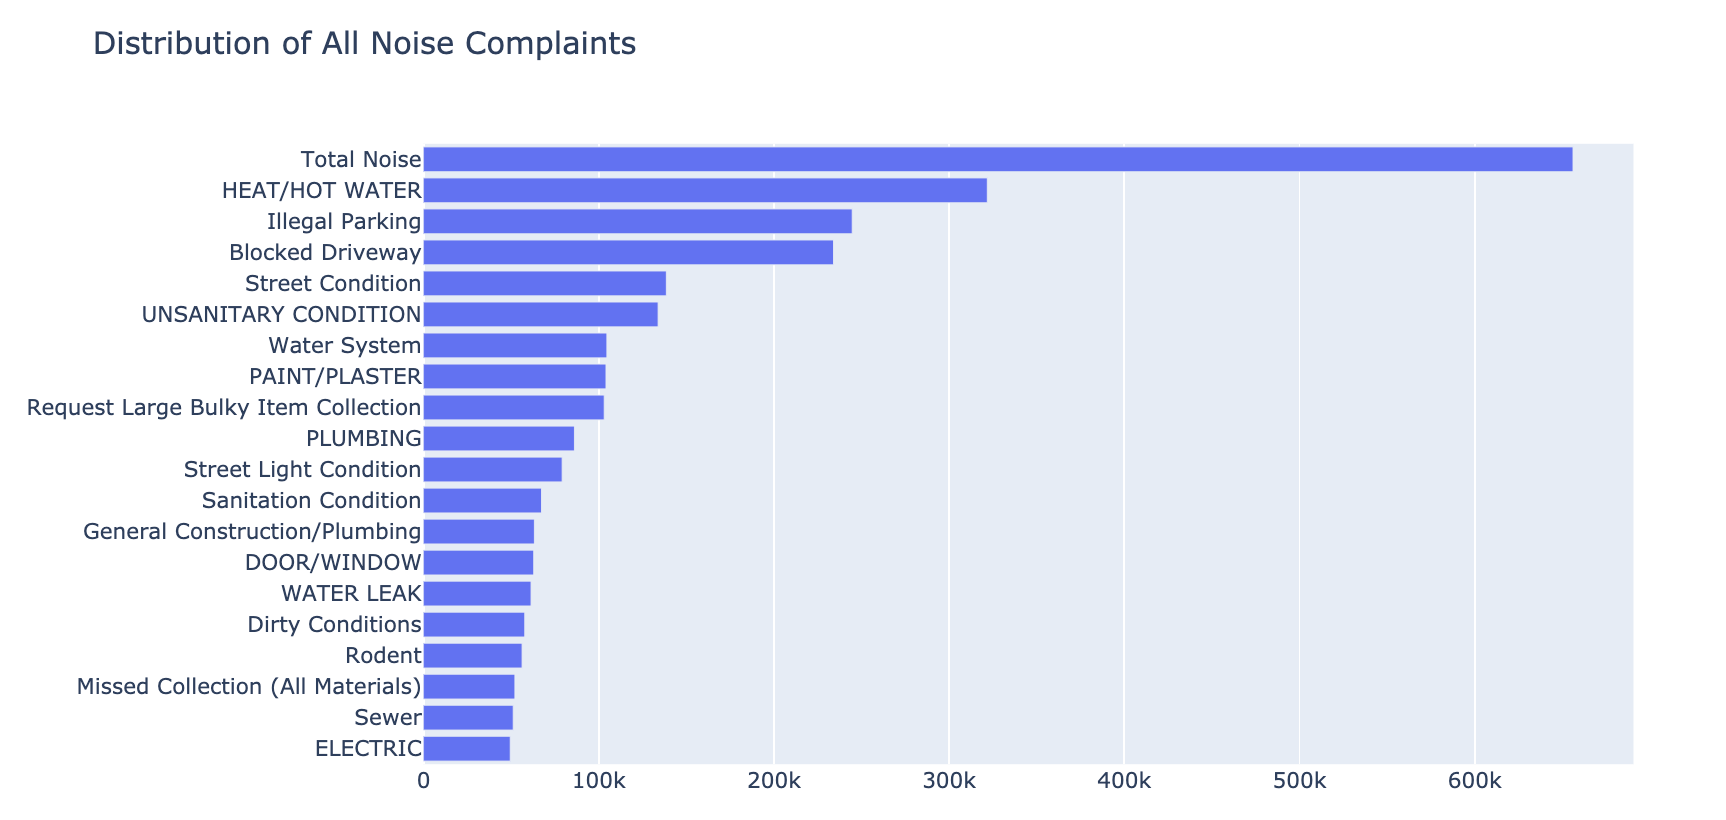 Distribution of All Noise Complaints
Total Noise
HEAT/HOT WATER
Illegal Parking
Blocked Driveway
Street Condition
UNSANITARY CONDITION
Water System
PAINT/PLASTER
Request Large Bulky Item Collection
PLUMBING
Street Light Condition
Sanitation Condition
General Construction/Plumbing
DOOR/WINDOW
WATER LEAK
Dirty Conditions
Rodent
Missed Collection (All Materials)
Sewer
ELECTRIC
0 100k 200k 300k 400k 500k 600k